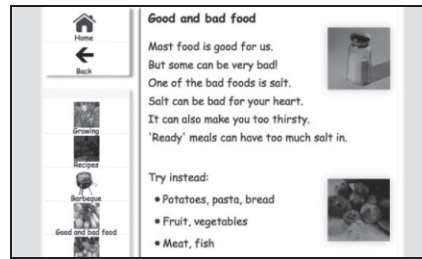 Home
Back
Growing
Recipes
Barbeque
Good and bad food
Good and bad food
Most food is good for us.
But some can be very bad!
One of the bad foods is salt.
Salt can be bad for your heart.
It can also make you too thirsty.
'Ready' meals can have too much salt in.
Try instead:
• Potatoes, pasta, bread
• Fruit, vegetables
• Meat, fish